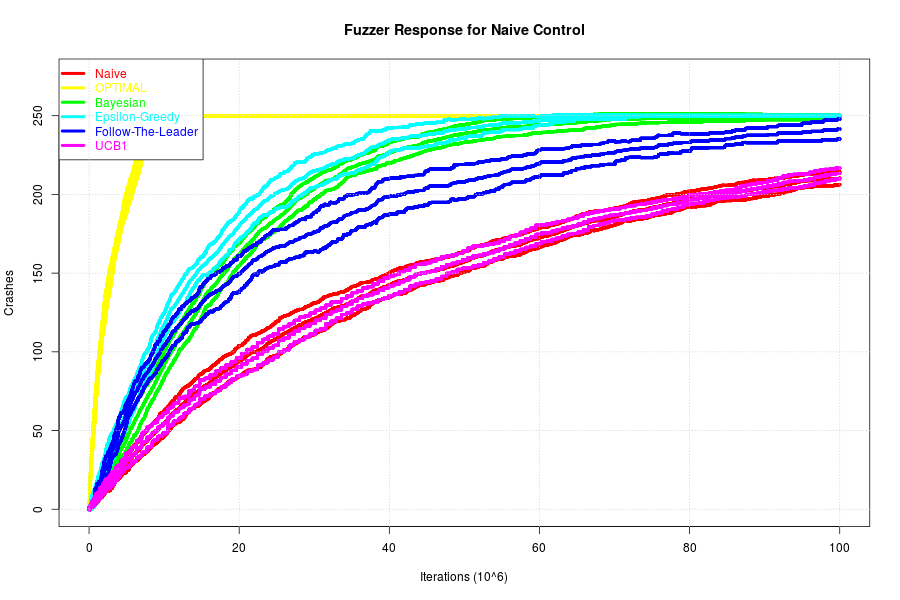 Fuzzer Response for Naive Control
Naive
OPTIMAL
Bayesian
Epsilon-Greedy
Follow-The-Leader
UCB1
Crashes
250
200
150
100
50
0
0 20 40 60 80 100
Iterations (10^6)